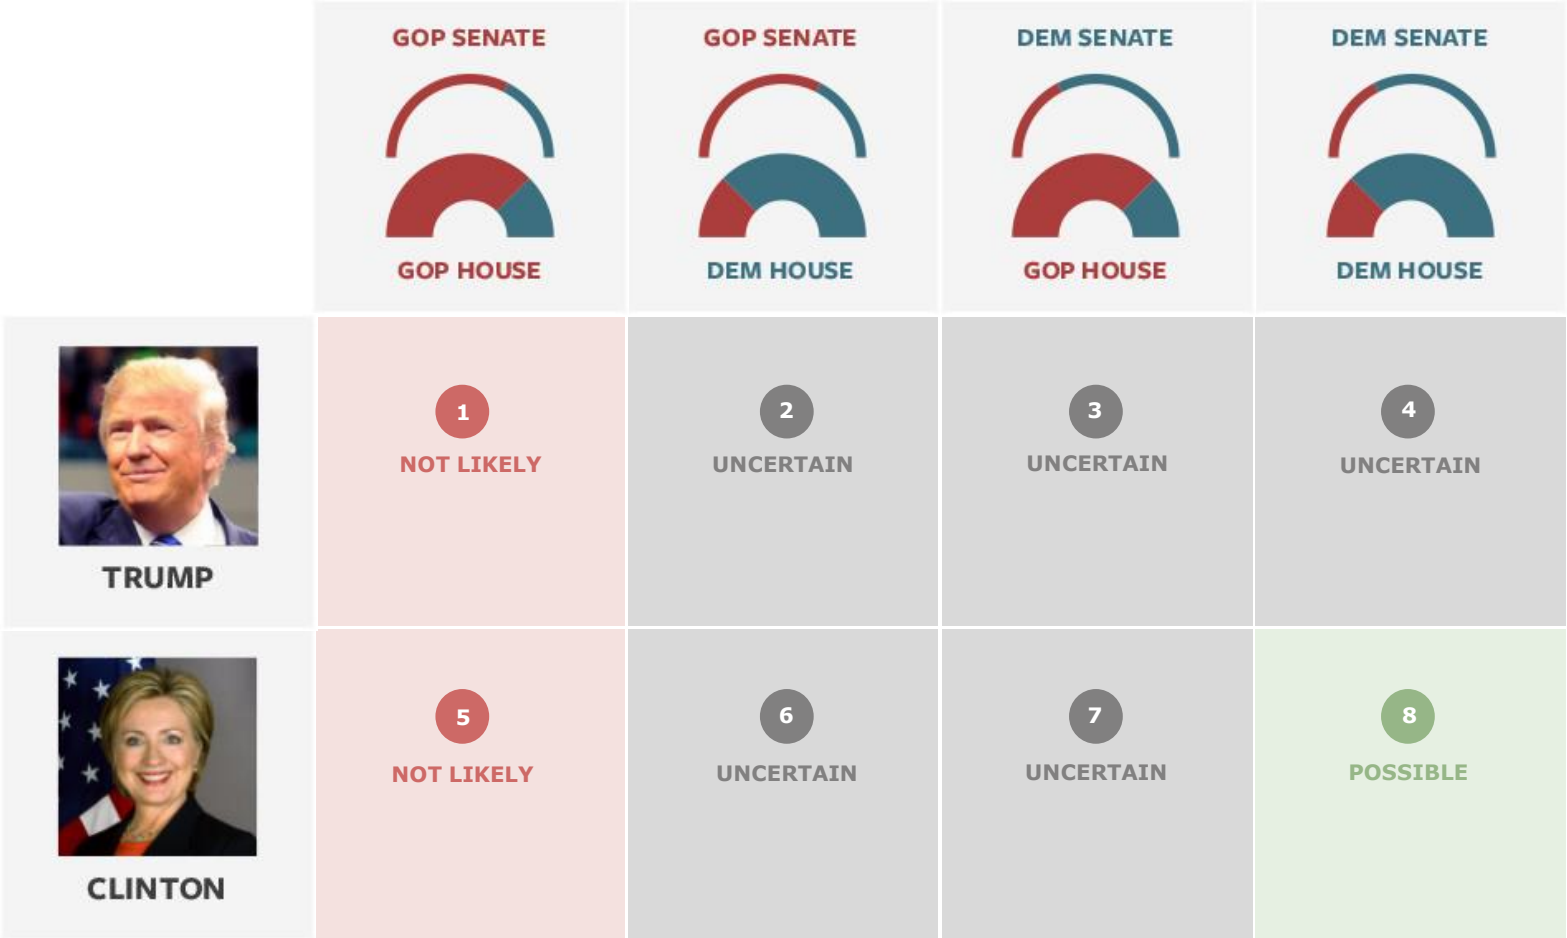 GOP SENATE
GOP SENATE
DEM SENATE
DEM SENATE
GOP HOUSE
DEM HOUSE
GOP HOUSE
DEM HOUSE
TRUMP
1
NOT LIKELY
2
UNCERTAIN
3
UNCERTAIN
4
UNCERTAIN
CLINTON
5
NOT LIKELY
6
UNCERTAIN
7
UNCERTAIN
8
POSSIBLE